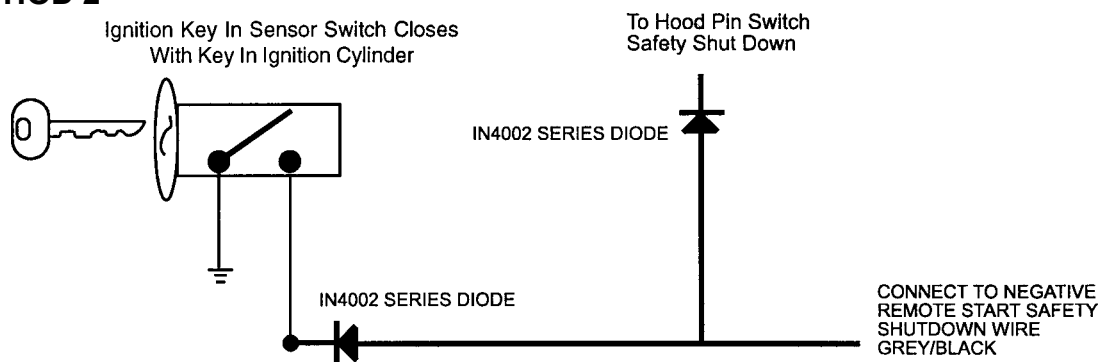 Ignition Key In Sensor Switch Closes
With Key In Ignition Cylinder
To Hood Pin Switch
Safety Shut Down
IN4002 SERIES DIODE
IN4002 SERIES DIODE
CONNECT TO NEGATIVE
REMOTE START SAFETY
SHUTDOWN WIRE
GREY/BLACK